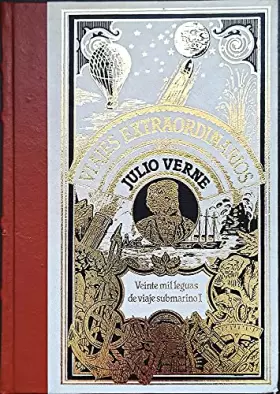 VIAJES EXTRAORDINARIOS
JULIO VERNE
Veinte mil leguas
de viaje submarino I